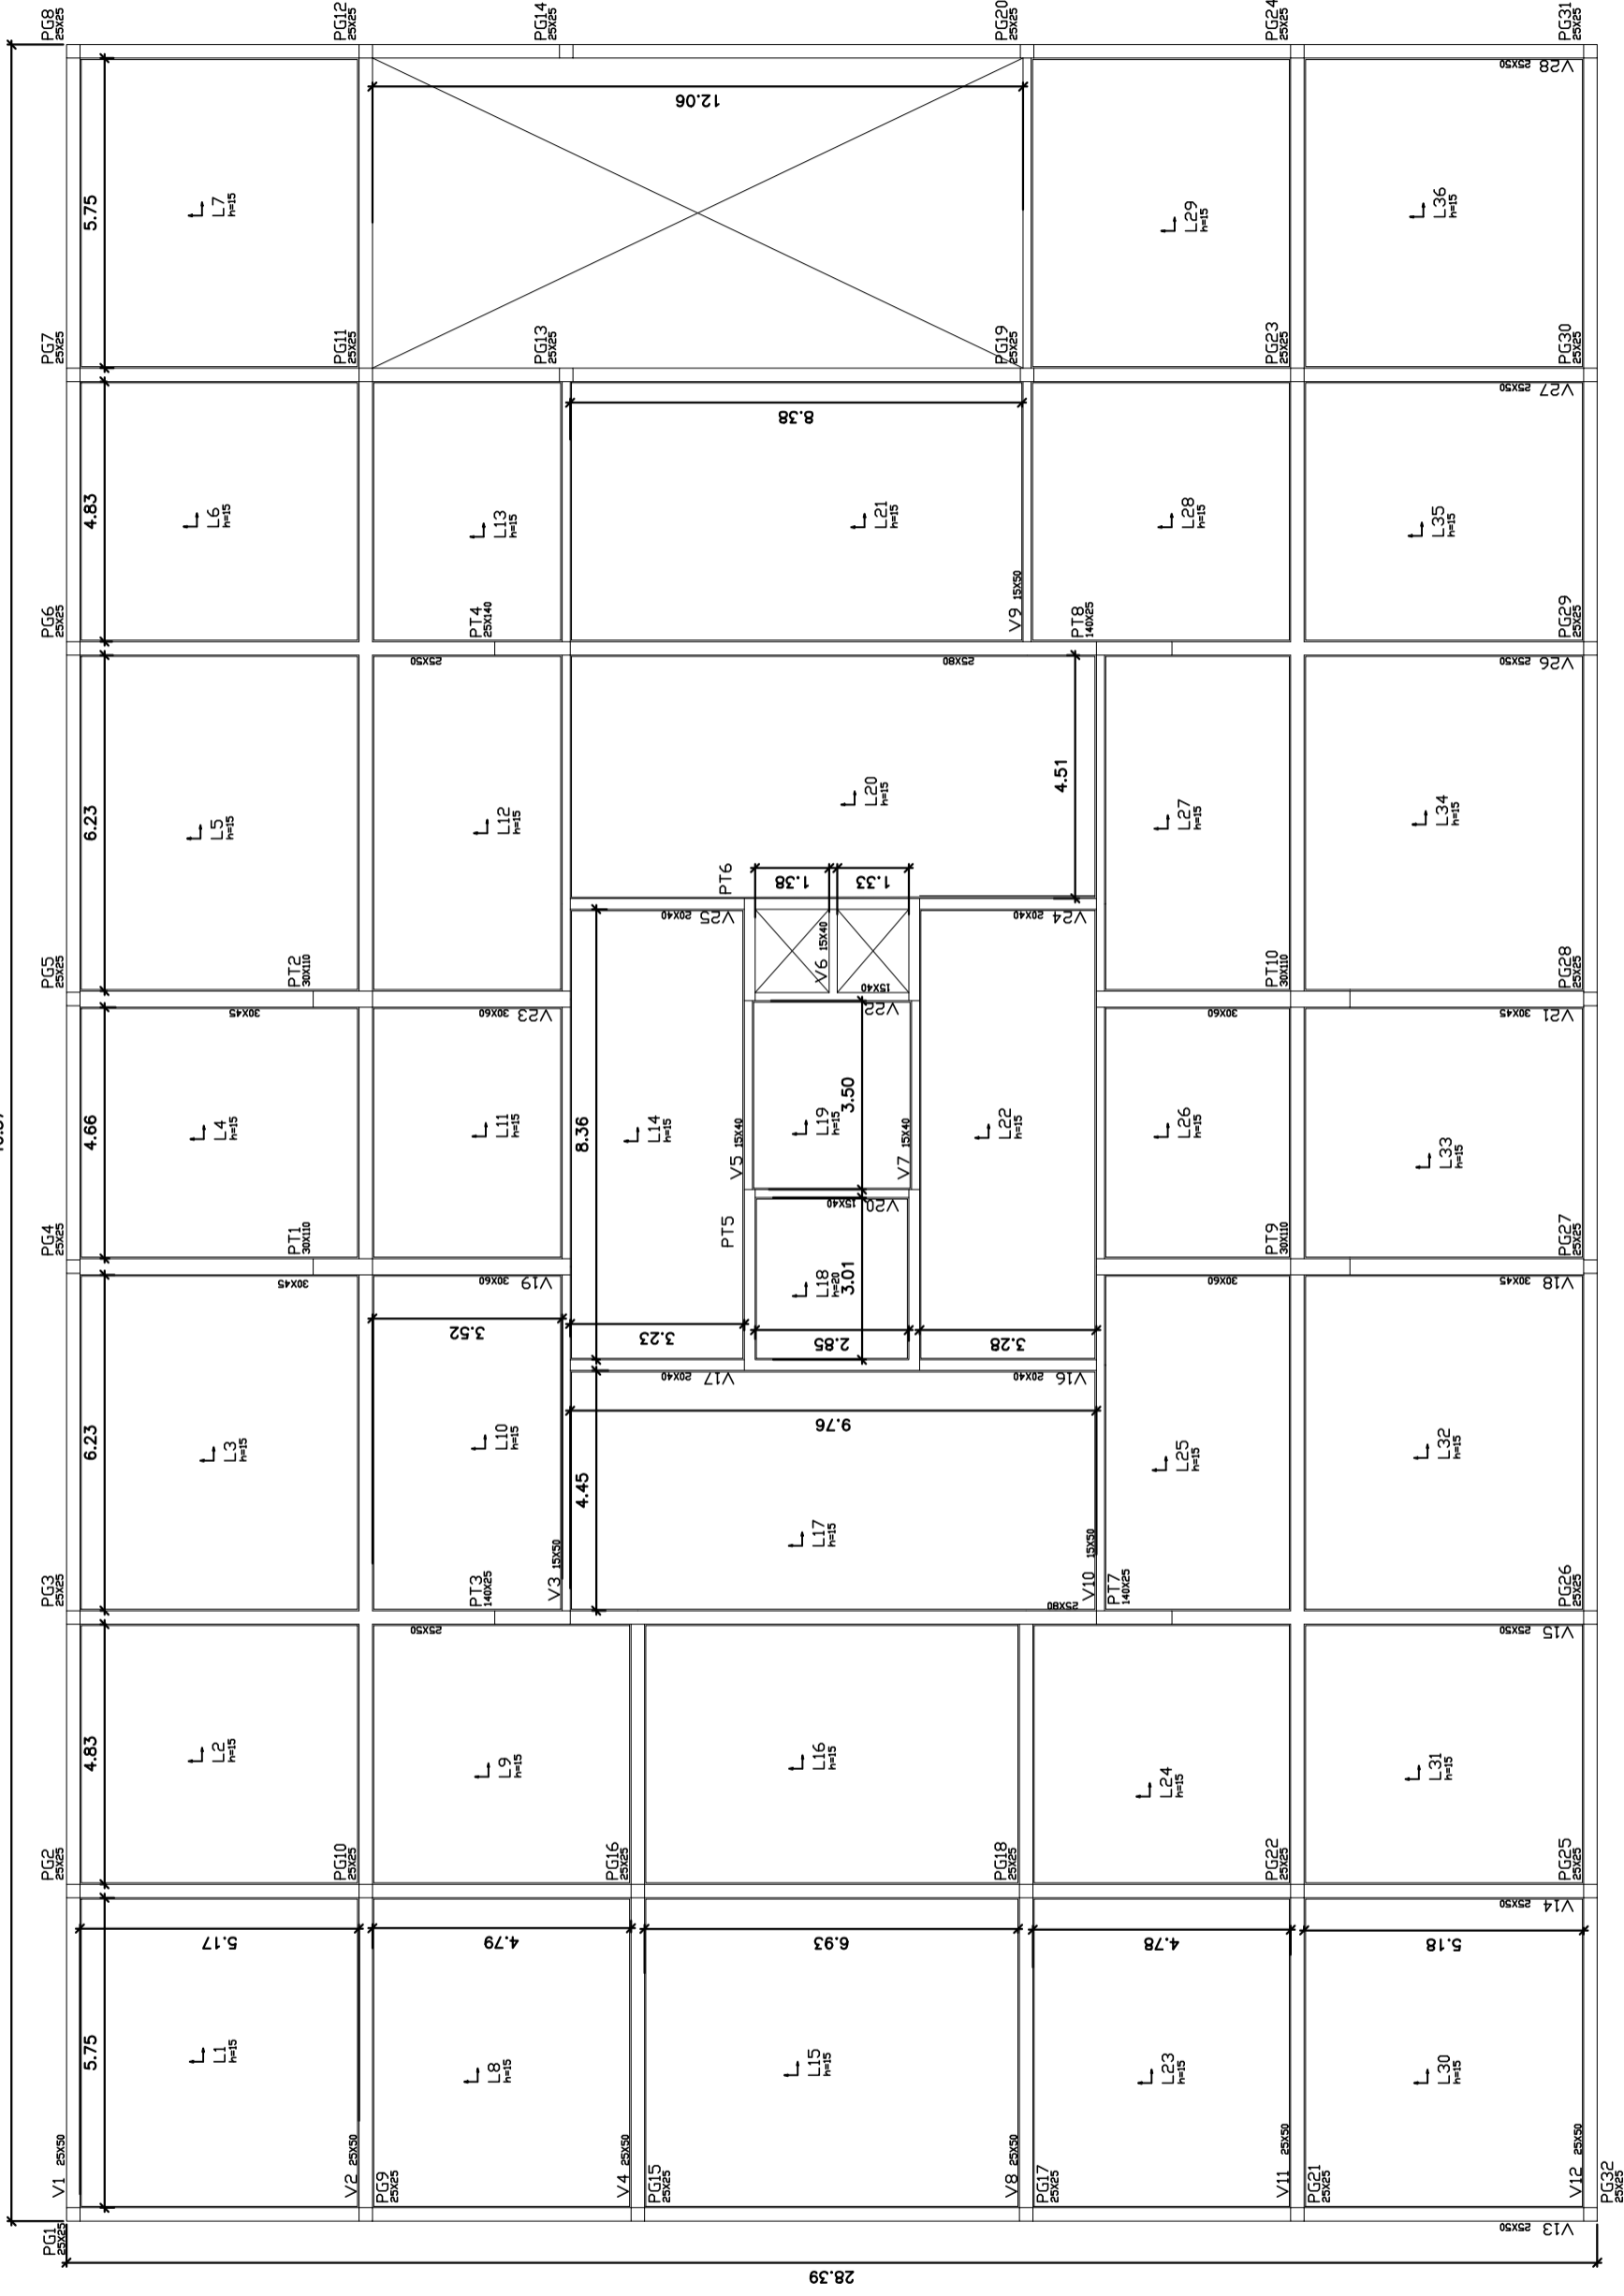 PG1
25X25
V1 25X50
PG2
25X25
PG3
25X25
PG4
25X25
PG5
25X25
PG6
25X25
PG7
25X25
PG8
25X25
5.75
4.83
6.23
4.66
6.23
4.83
5.75
5.17
L1
h=15
L2
h=15
L3
h=15
L4
h=15
L5
h=15
L6
h=15
L7
h=15
30X45
30X45
PT1
30X110
PT2
30X110
V2 25X50
PG9
25X25
PG10
25X25
PG11
25X25
PG12
25X25
L8
h=15
4.79
L9
h=15
25X50
PT3
140X25
L10
h=15
3.52
V19 30X60
L11
h=15
V23 30X60
L12
h=15
25X50
PT4
25X140
L13
h=15
PG13
25X25
PG14
25X25
V3 15X50
4.45
8.36
V4 25X50
PG15
25X25
PG16
25X25
3.23
V17 20X40
L14
h=15
V25 20X40
PT5
V5 15X40
PT6
12.06
L15
h=15
6.93
L16
h=15
L17
h=15
9.76
2.85
L18
h=20
3.01
V20 15X40
L19
h=15
3.50
V22 15X40
V6 15X40
1.38
1.33
L20
h=15
8.38
L21
h=15
V7 15X40
25X80
V8 25X50
PG17
25X25
PG18
25X25
V9 15X50
PG19
25X25
PG20
25X25
3.28
V16 20X40
L22
h=15
V24 20X40
4.51
25X80
V10 15X50
PT7
140X25
PT8
140X25
L23
h=15
4.78
L24
h=15
L25
h=15
30X60
L26
h=15
30X60
L27
h=15
L28
h=15
L29
h=15
V11 25X50
PG21
25X25
PG22
25X25
PT9
30X110
PT10
30X110
PG23
25X25
PG24
25X25
L30
h=15
5.18
L31
h=15
L32
h=15
L33
h=15
L34
h=15
L35
h=15
L36
h=15
V13 25X50
V12 25X50
V14 25X50
PG25
25X25
V15 25X50
PG26
25X25
V18 30X45
PG27
25X25
V21 30X45
PG28
25X25
V26 25X50
PG29
25X25
V27 25X50
PG30
25X25
V28 25X50
PG31
25X25
PG32
25X25
28.39